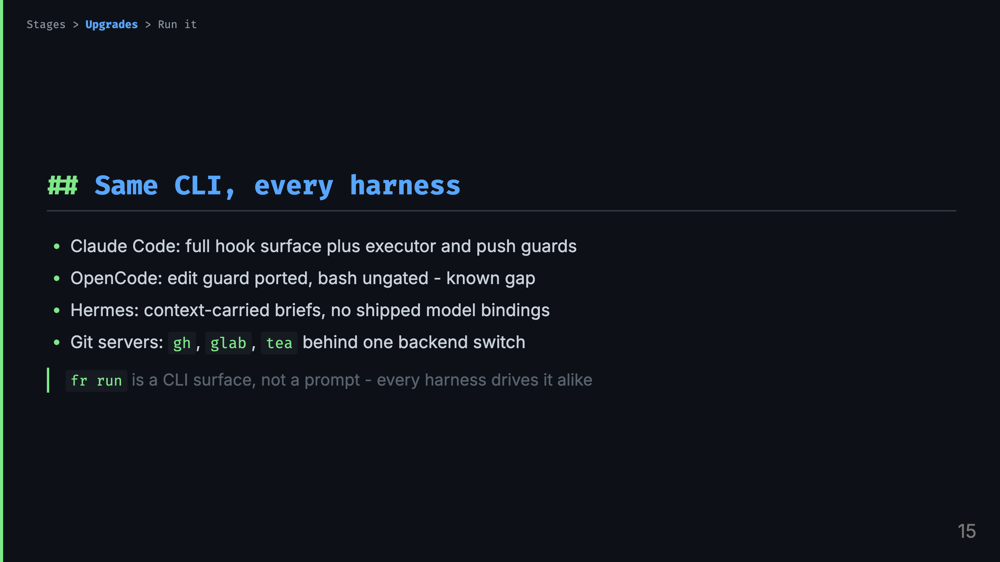 Stages > Upgrades > Run it
## Same CLI, every harness
• Claude Code: full hook surface plus executor and push guards
• OpenCode: edit guard ported, bash ungated - known gap
• Hermes: context-carried briefs, no shipped model bindings
• Git servers: gh, glab, tea behind one backend switch
fr run is a CLI surface, not a prompt - every harness drives it alike
15